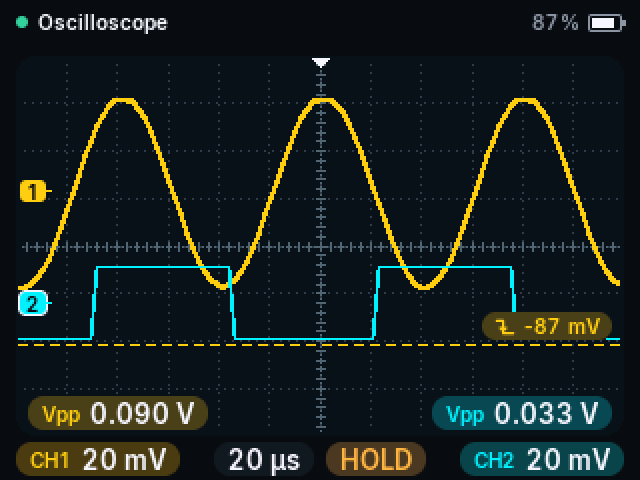 Oscilloscope 87%
1
2
-87 mV
Vpp 0.090 V Vpp 0.033 V
CH1 20 mV 20 µs HOLD CH2 20 mV